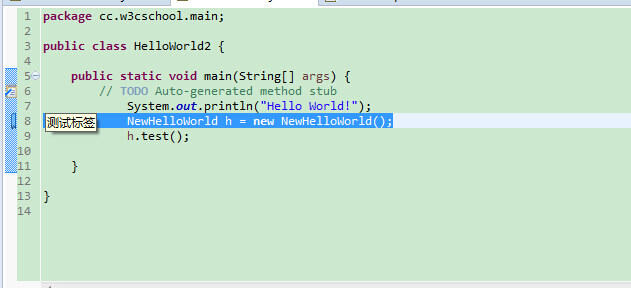 1 package cc.w3cschool.main;
2
3 public class HelloWorld2 {
4
5 public static void main(String[] args) {
6 // TODO Auto-generated method stub
7 System.out.println("Hello World!");
8 测试标签 NewHelloWorld h = new NewHelloWorld();
9 h.test();
10
11 }
12
13 }
14